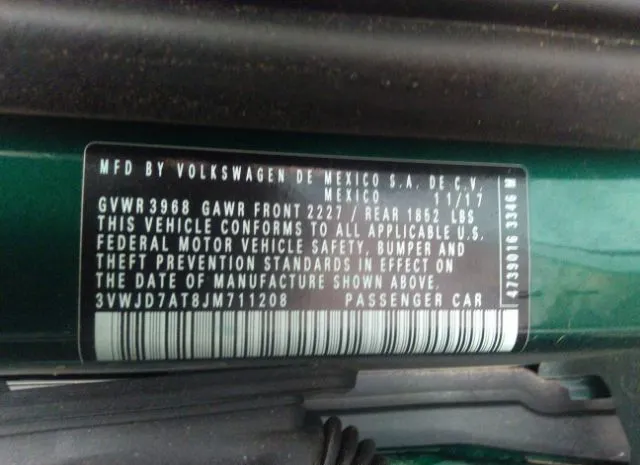 MFD BY VOLKSWAGEN DE MEXICO S.A. DE C.V.
MEXICO 11/17
GVWR 3968 GAWR FRONT 2227 / REAR 1852 LBS
THIS VEHICLE CONFORMS TO ALL APPLICABLE U.S.
FEDERAL MOTOR VEHICLE SAFETY, BUMPER AND
THEFT PREVENTION STANDARDS IN EFFECT ON
THE DATE OF MANUFACTURE SHOWN ABOVE.
3VWJD7AT8JM711208 PASSENGER CAR
4739016 3346 M